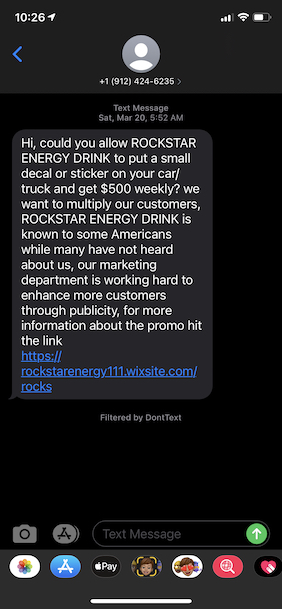 10:26
+1 (912) 424-6235 >
Text Message
Sat, Mar 20, 5:52 AM
Hi, could you allow ROCKSTAR
ENERGY DRINK to put a small
decal or sticker on your car/
truck and get $500 weekly? we
want to multiply our customers,
ROCKSTAR ENERGY DRINK is
known to some Americans
while many have not heard
about us, our marketing
department is working hard to
enhance more customers
through publicity, for more
information about the promo hit
the link
https://
rockstarenergy111.wixsite.com/
rocks
Filtered by DontText
Text Message
Pay